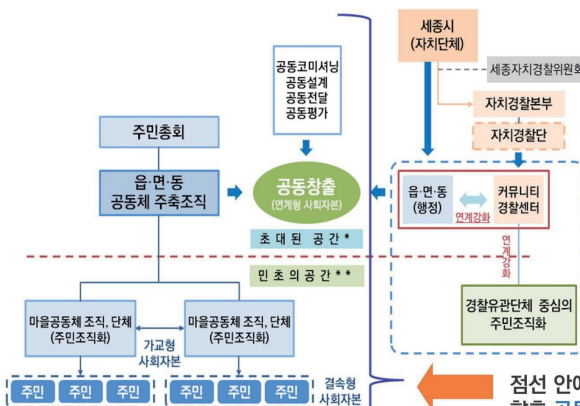 세종시
(자치단체)
공동코미셔닝
공동설계
공동전달
공동평가
세종자치경찰위원회
자치경찰본부
자치경찰단
주민총회
읍·면·동
공동체 주축조직
공동창출
(연계형 사회자본)
읍·면·동
(행정)
연계강화
커뮤니티
경찰센터
초대된 공간 *
민초의공간 **
연계강화
마을공동체 조직, 단체
(주민조직화)
가교형
사회자본
마을공동체 조직, 단체
(주민조직화)
경찰유관단체 중심의
주민조직화
주민 주민 주민
주민 주민 주민
결속형
사회자본
점선 안에